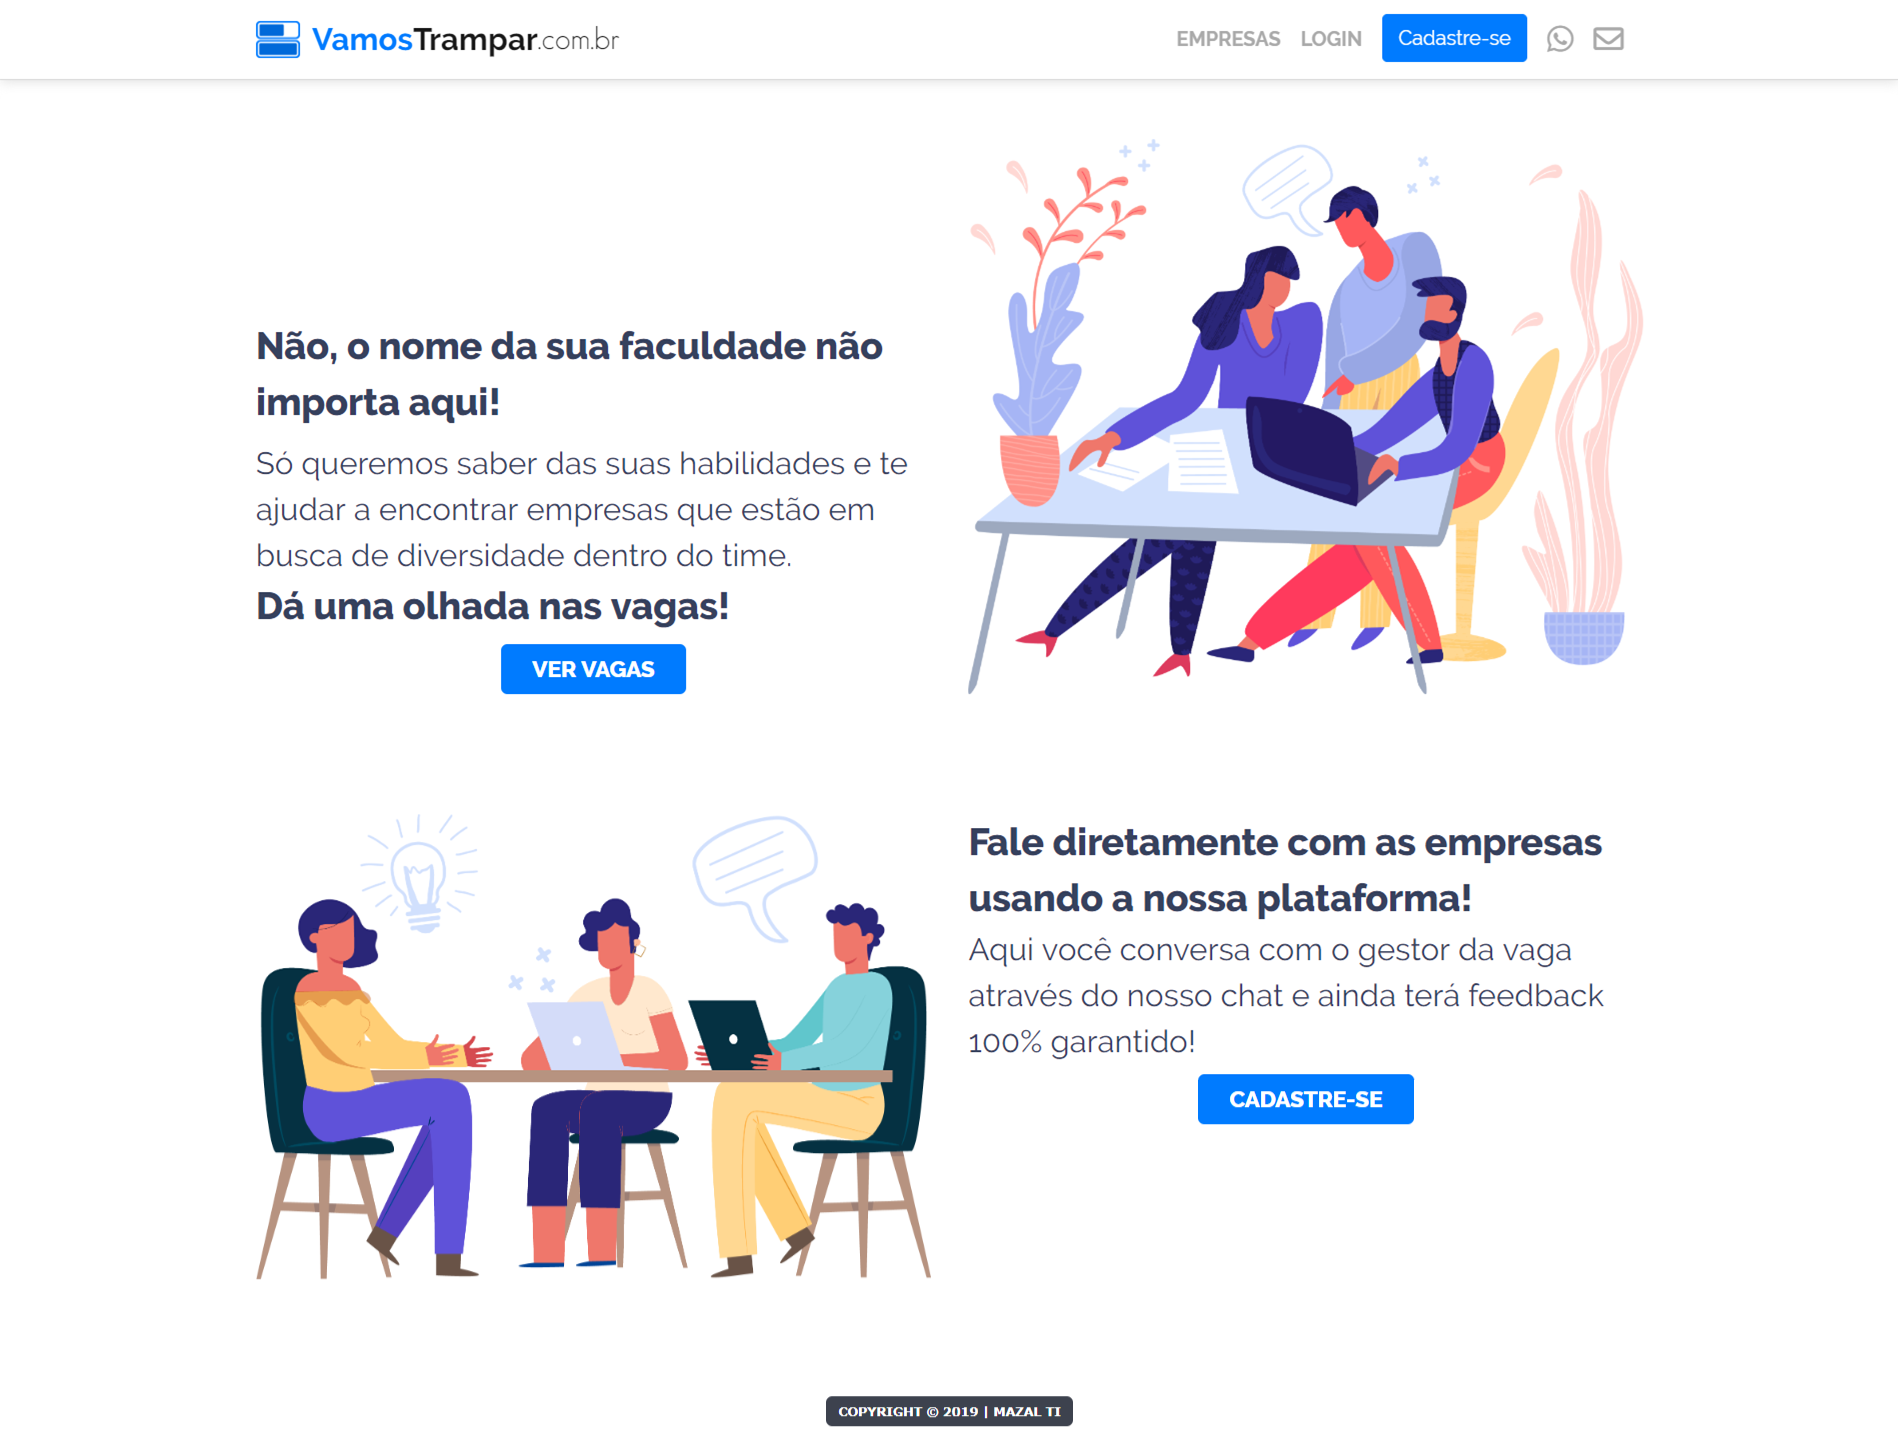 VamosTrampar.com.br
EMPRESAS LOGIN Cadastre-se
Não, o nome da sua faculdade não
importa aqui!
Só queremos saber das suas habilidades e te
ajudar a encontrar empresas que estão em
busca de diversidade dentro do time.
Dá uma olhada nas vagas!
VER VAGAS
Fale diretamente com as empresas
usando a nossa plataforma!
Aqui você conversa com o gestor da vaga
através do nosso chat e ainda terá feedback
100% garantido!
CADASTRE-SE
COPYRIGHT © 2019 | MAZAL TI